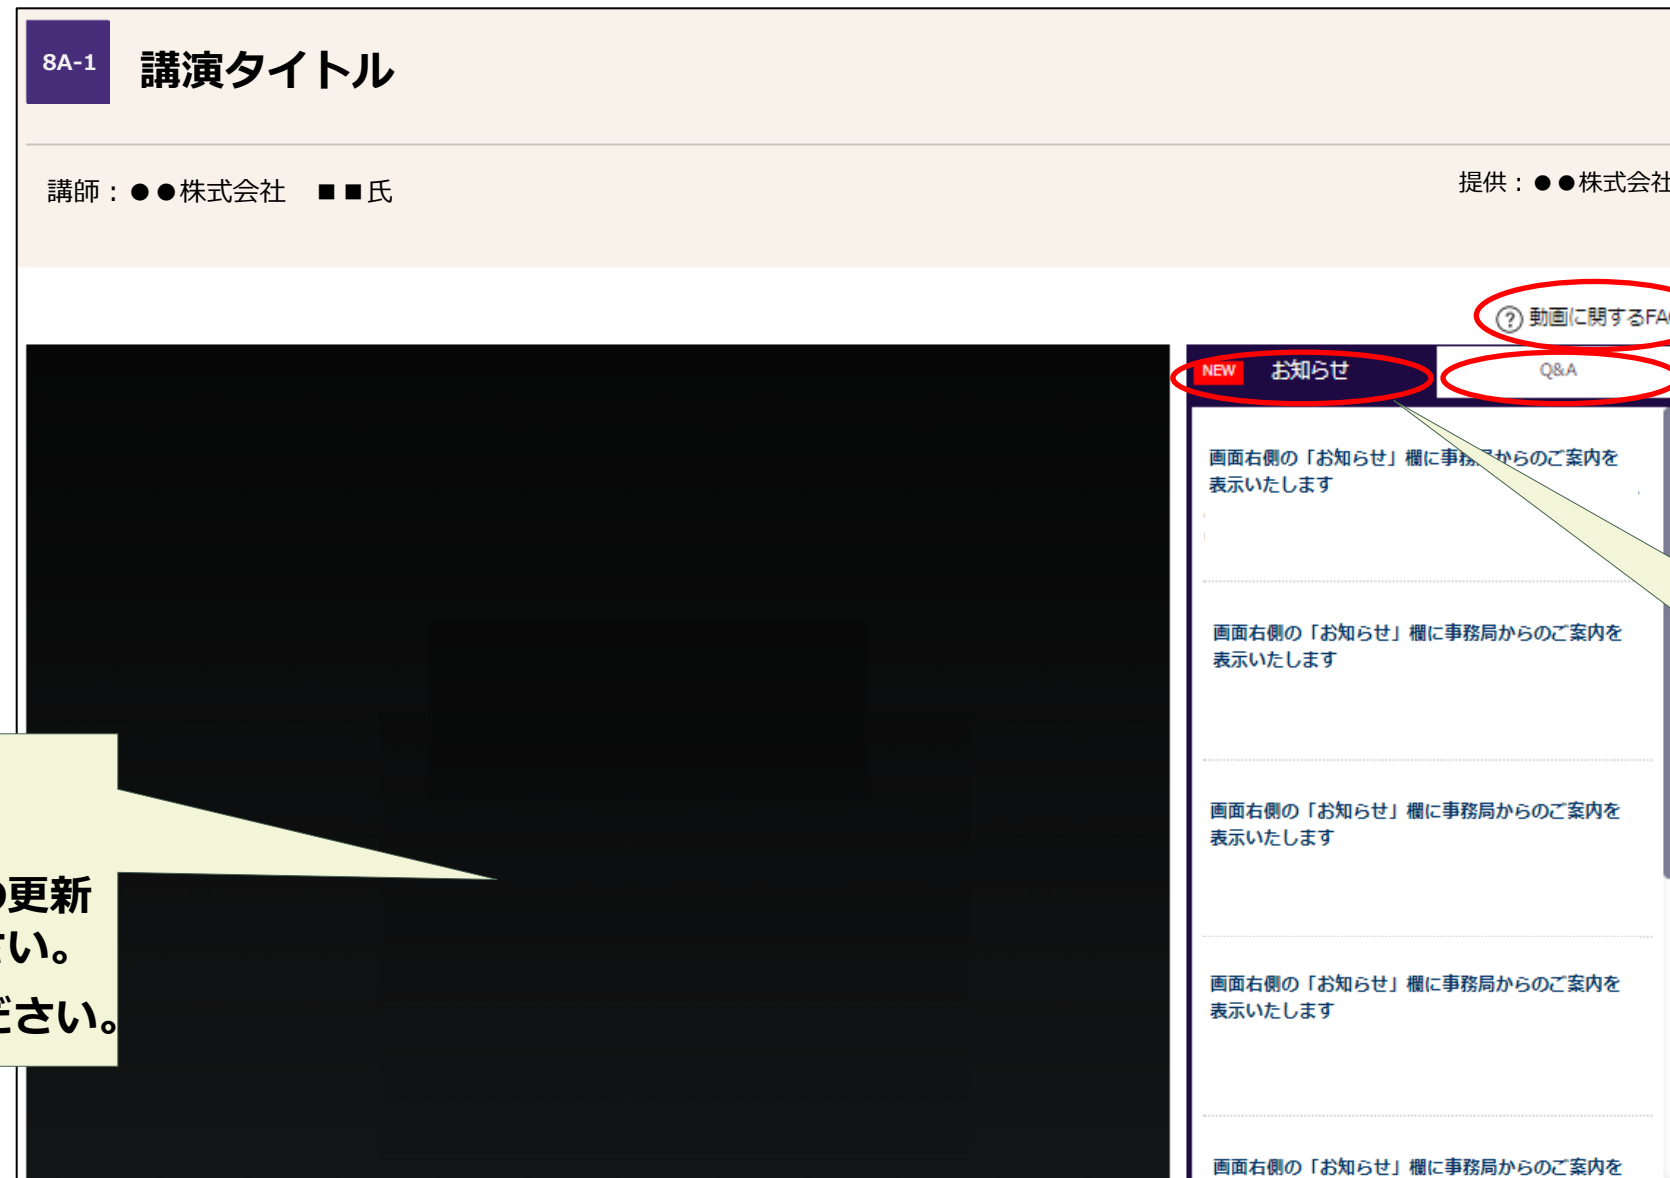 8A-1
講演タイトル
講師：●●株式会社　■■氏
提供：●●株式会社
動画に関するFA
NEW お知らせ
Q&A
画面右側の「お知らせ」欄に事務局からのご案内を
表示いたします
画面右側の「お知らせ」欄に事務局からのご案内を
表示いたします
画面右側の「お知らせ」欄に事務局からのご案内を
表示いたします
画面右側の「お知らせ」欄に事務局からのご案内を
表示いたします
画面右側の「お知らせ」欄に事務局からのご案内を
更新
い。
ださい。